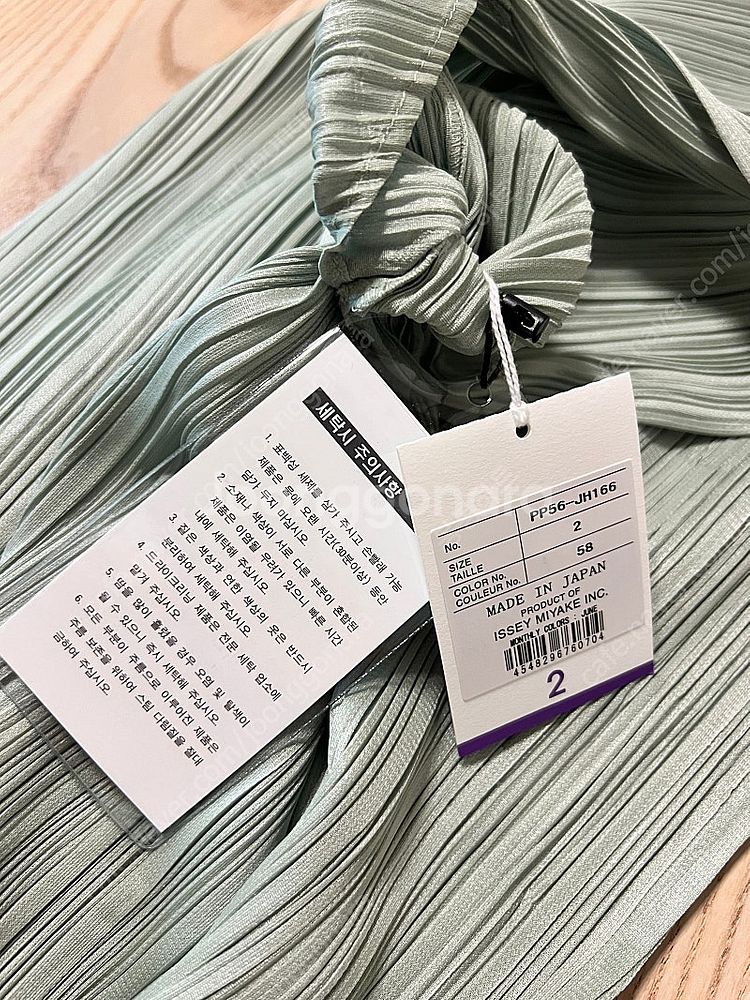 세탁시 주의사항
1. 표백성 세제를 삼가 주시고 손빨래 가능
제품은 물에 오랜 시간(30분이상) 동안
담가 두지 마십시오.
2. 소재나 색상이 서로 다른 부분이 혼합된
제품은 이염될 우려가 있으니 빠른 시간
내에 세탁해 주십시오.
3. 짙은 색상과 연한 색상의 옷은 반드시
분리하여 세탁해 주십시오.
4. 드라이크리닝 제품은 전문 세탁 업소에
맡겨 주십시오.
5. 땀을 많이 흘렸을 경우 오염 및 탈색이
될 수 있으니 즉시 세탁해 주십시오.
6. 모든 부분이 주름으로 이루어진 제품은
주름 보존을 위하여 스팀 다림질을 절대
금하여 주십시오.
No. PP56-JH166
SIZE
TAILLE 2
COLOR No.
COULEUR No. 58
MADE IN JAPAN
PRODUCT OF
ISSEY MIYAKE INC.
MONTHLY COLORS : JUNE
4548296760704
2
joonggonara